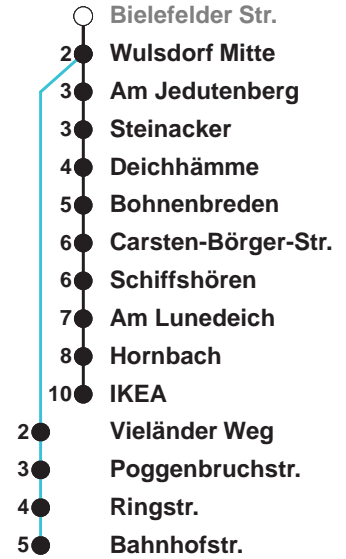 Bielefelder Str.
2 Wulsdorf Mitte
3 Am Jedutenberg
3 Steinacker
4 Deichhämme
5 Bohnenbreden
6 Carsten-Börger-Str.
6 Schiffshören
7 Am Lunedeich
8 Hornbach
10 IKEA
2 Vieländer Weg
3 Poggenbruchstr.
4 Ringstr.
5 Bahnhofstr.